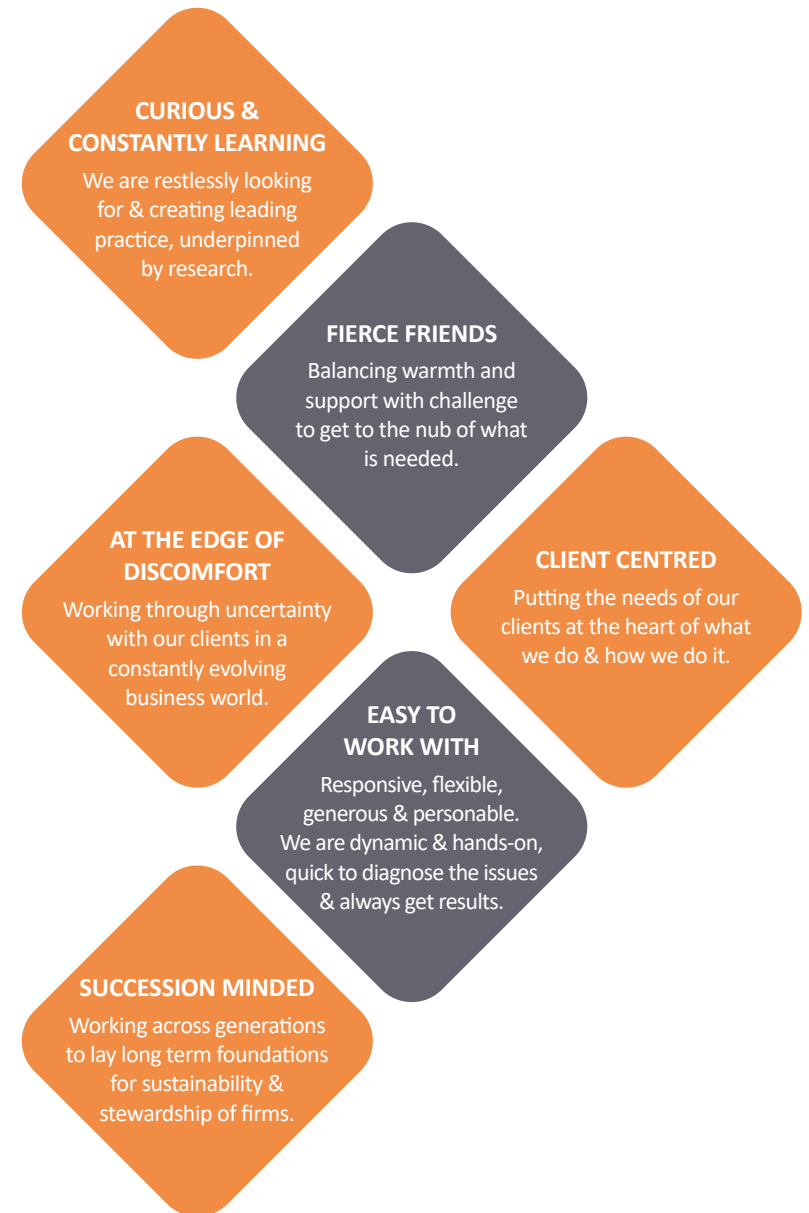 CURIOUS &
CONSTANTLY LEARNING
We are restlessly looking
for & creating leading
practice, underpinned
by research.
FIERCE FRIENDS
Balancing warmth and
support with challenge
to get to the nub of what
is needed.
AT THE EDGE OF
DISCOMFORT
Working through uncertainty
with our clients in a
constantly evolving
business world.
CLIENT CENTRED
Putting the needs of our
clients at the heart of what
we do & how we do it.
EASY TO
WORK WITH
Responsive, flexible,
generous & personable.
We are dynamic & hands-on,
quick to diagnose the issues
& always get results.
SUCCESSION MINDED
Working across generations
to lay long term foundations
for sustainability &
stewardship of firms.